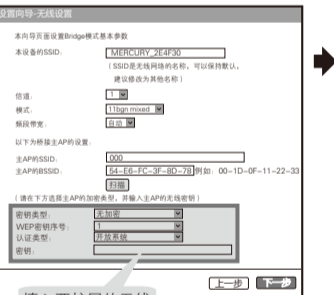 设置向导-无线设置
本向导页面设置Bridge模式基本参数
本设备的SSID: MERCURY_2E4F30
(SSID是无线网络的名称，可以保持默认，
建议修改为其他名称)
信道: 1
模式: 11bgn mixed
频段带宽: 自动
以下为桥接主AP的设置:
主AP的SSID: 000
主AP的BSSID: 54-E6-FC-3F-8D-78 例如: 00-1D-0F-11-22-33
扫描
(请在下方选择主AP的加密类型，并输入主AP的无线密钥)
密钥类型: 无加密
WEP密钥序号: 1
认证类型: 开放系统
密钥:
上一步 下一步